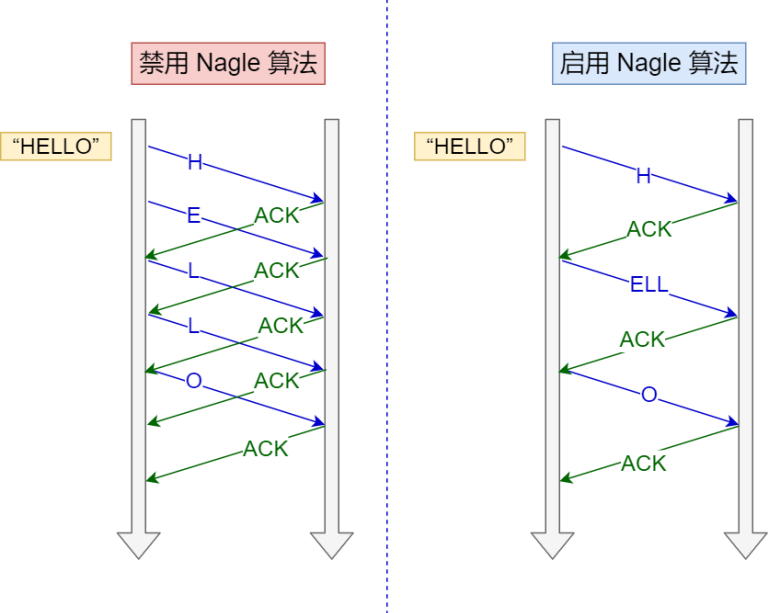 禁用 Nagle 算法
“HELLO”
H
E
ACK
L
ACK
L
ACK
O
ACK
ACK
启用 Nagle 算法
“HELLO”
H
ACK
ELL
ACK
O
ACK